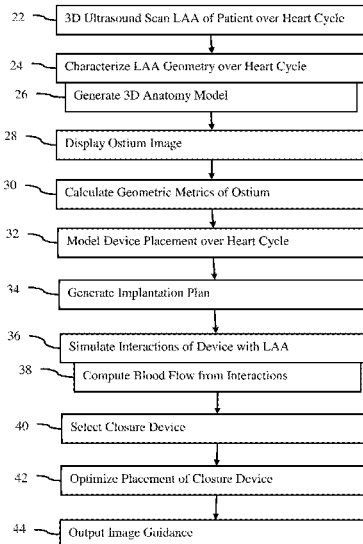 22 3D Ultrasound Scan LAA of Patient over Heart Cycle
24 Characterize LAA Geometry over Heart Cycle
26 Generate 3D Anatomy Model
28 Display Ostium Image
30 Calculate Geometric Metrics of Ostium
32 Model Device Placement over Heart Cycle
34 Generate Implantation Plan
36 Simulate Interactions of Device with LAA
38 Compute Blood Flow from Interactions
40 Select Closure Device
42 Optimize Placement of Closure Device
44 Output Image Guidance